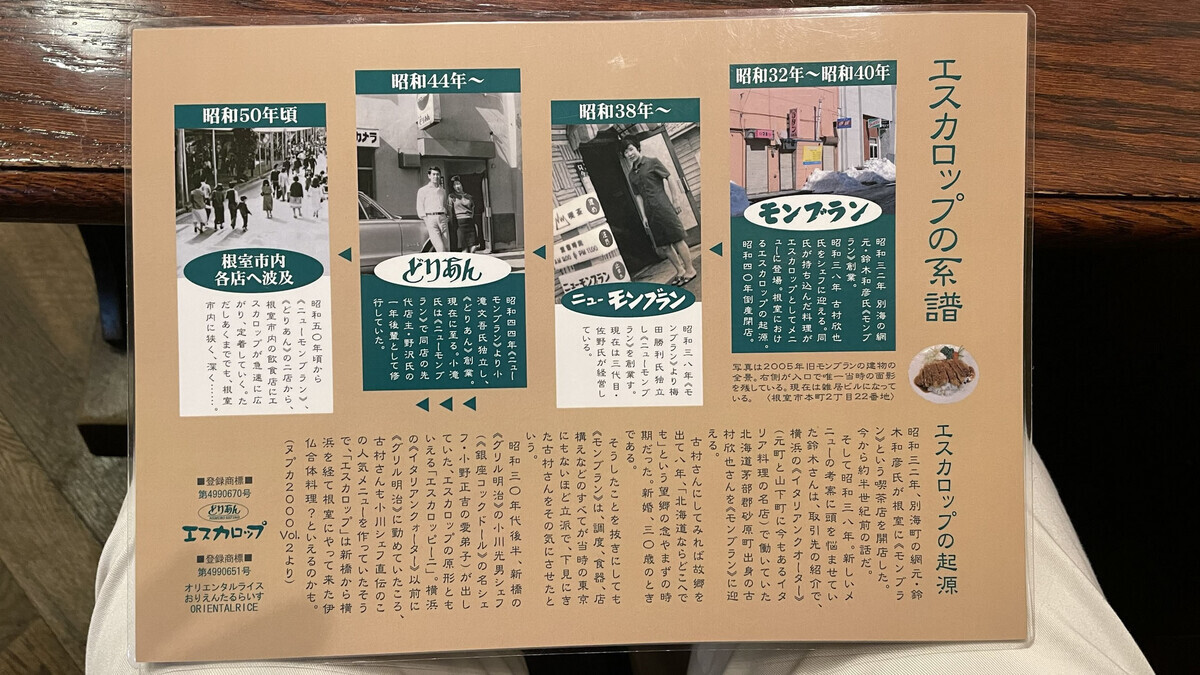 エスカロップの系譜
昭和32年～昭和40年
モンブラン
昭和三二年 別海の網
元・鈴木和彦氏《モンブ
ラン》創業。
昭和三八年 古村欣也
氏をシェフに迎える。同
氏が持ち込んだ料理が
エスカロップとしてメニ
ューに登場。根室におけ
るエスカロップの起源。
昭和四〇年倒産閉店。
写真は2005年旧モンブランの建物の
全景。右側が入口で唯一当時の面影
を残している。現在は雑居ビルになって
いる。〈根室市本町2丁目22番地〉
昭和38年～
ニューモンブラン
昭和三八年《モ
ンブラン》より梅
田勝利氏独立
し《ニューモンブ
ラン》を創業す。
現在は三代目・
佐野氏が経営し
ている。
昭和44年～
カメラ
どりあん
昭和四四年《ニュー
モンブラン》より小
滝文吾氏独立し、
《どりあん》創業。
現在に至る。小滝
氏は《ニューモンブ
ラン》で同店の先
代店主・野沢氏の
一年後輩として修
行していた。
昭和50年頃
根室市内
各店へ波及
昭和五〇年頃から
《ニューモンブラン》、
《どりあん》の二店から、
根室市内の飲食店にエ
スカロップが急速に広
がり、定着していく。た
だしあくまでも、根室
市内に狭く、深く……。
エスカロップの起源
昭和三二年、別海町の網元・鈴
木和彦氏が根室に《モンブラ
ン》という喫茶店を開店した。
今から約半世紀前の話だ。
そして昭和三八年。新しいメ
ニューの考案に頭を悩ませてい
た鈴木さんは、取引先の紹介で、
横浜の《イタリアンクオーター》
（元町と山下町に今もあるイタ
リア料理の名店）で働いていた
北海道茅部郡砂原町出身の古
村欣也さんを《モンブラン》に迎
える。
古村さんにしてみれば故郷を
出て八年、「北海道ならどこで
も」という望郷の念やまずの時
期だった。新婚、三〇歳のとき
である。
そうしたことを抜きにしても
《モンブラン》は調度、食器、店
構えなどのすべてが当時の東京
にもないほど立派で、下見にき
た古村さんをその気にさせたと
いう。
昭和三〇年代後半、新橋の
《グリル明治》の小川光男シェフ
（《銀座コックドール》の名シェ
フ・小野正吉の愛弟子）が出し
ていた、エスカロップの原形とも
いえる「エスカロッピーニ」。横浜
の《イタリアンクォーター》以前に
《グリル明治》に勤めていたころ、
古村さんも小川シェフ直伝のこ
の人気メニューを作っていたそう
で、「エスカロップ」は新橋から横
浜を経て根室にやって来た伊
仏合体料理？といえるのかも。
（ヌプカ2000Vol.2より）
■登録商標■
第4990670号
どりあん
エスカロップ
■登録商標■
第4990651号
オリエンタルライス
おりえんたるらいす
ORIENTALRICE